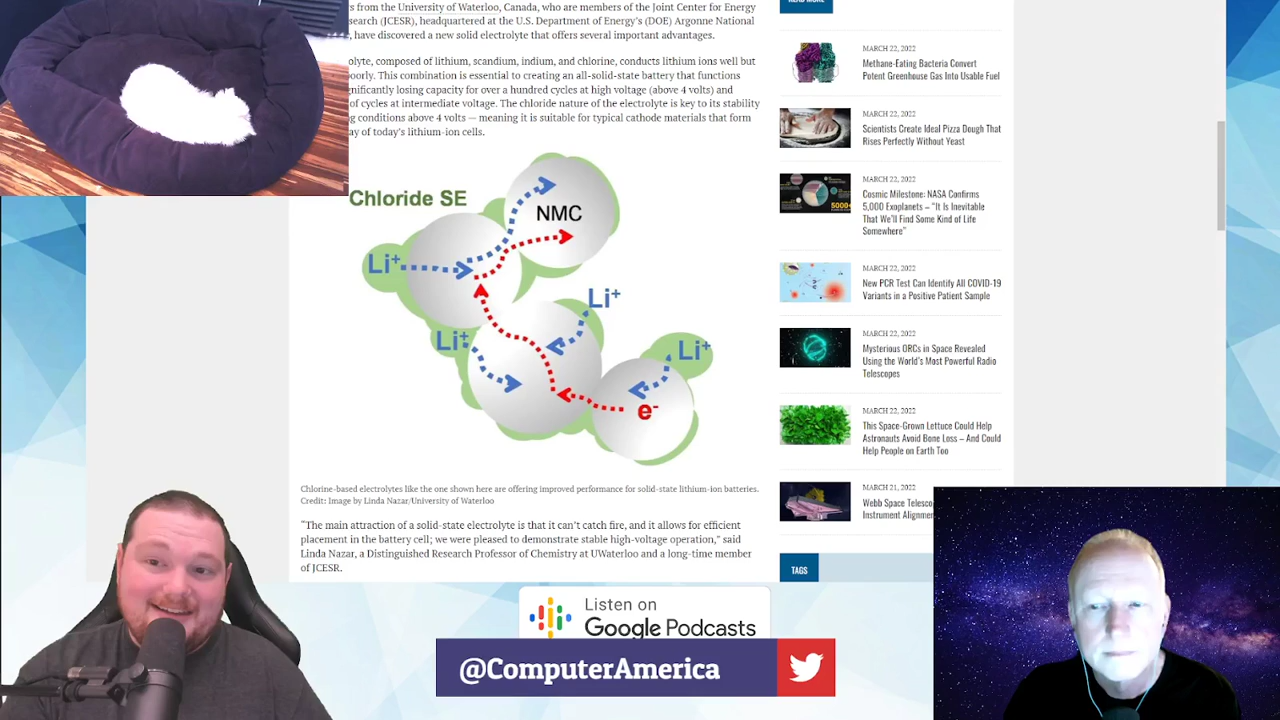 s from the University of Waterloo, Canada, who are members of the Joint Center for Energy
search (JCESR), headquartered at the U.S. Department of Energy's (DOE) Argonne National
, have discovered a new solid electrolyte that offers several important advantages.
olyte, composed of lithium, scandium, indium, and chlorine, conducts lithium ions well but
oorly. This combination is essential to creating an all-solid-state battery that functions
gnificantly losing capacity for over a hundred cycles at high voltage (above 4 volts) and
of cycles at intermediate voltage. The chloride nature of the electrolyte is key to its stability
g conditions above 4 volts — meaning it is suitable for typical cathode materials that form
ay of today's lithium-ion cells.
Chloride SE
NMC
Li+
Li+
Li+
Li+
e-
Chlorine-based electrolytes like the one shown here are offering improved performance for solid-state lithium-ion batteries.
Credit: Image by Linda Nazar/University of Waterloo
“The main attraction of a solid-state electrolyte is that it can't catch fire, and it allows for efficient
placement in the battery cell; we were pleased to demonstrate stable high-voltage operation,” said
Linda Nazar, a Distinguished Research Professor of Chemistry at UWaterloo and a long-time member
of JCESR.
READ MORE
MARCH 22, 2022
Methane-Eating Bacteria Convert
Potent Greenhouse Gas Into Usable Fuel
MARCH 22, 2022
Scientists Create Ideal Pizza Dough That
Rises Perfectly Without Yeast
5000+
MARCH 22, 2022
Cosmic Milestone: NASA Confirms
5,000 Exoplanets – “It Is Inevitable
That We'll Find Some Kind of Life
Somewhere”
MARCH 22, 2022
New PCR Test Can Identify All COVID-19
Variants in a Positive Patient Sample
MARCH 22, 2022
Mysterious ORCs in Space Revealed
Using the World's Most Powerful Radio
Telescopes
MARCH 22, 2022
This Space-Grown Lettuce Could Help
Astronauts Avoid Bone Loss – And Could
Help People on Earth Too
MARCH 21, 2022
Webb Space Telesco
Instrument Alignmen
TAGS
Listen on
Google Podcasts
@ComputerAmerica